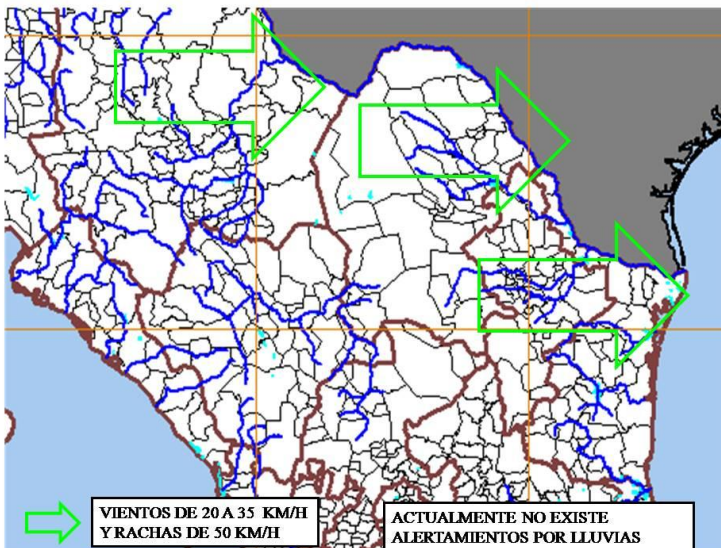 VIENTOS DE 20 A 35 KM/H
Y RACHAS DE 50 KM/H
ACTUALMENTE NO EXISTE
ALERTAMIENTOS POR LLUVIAS